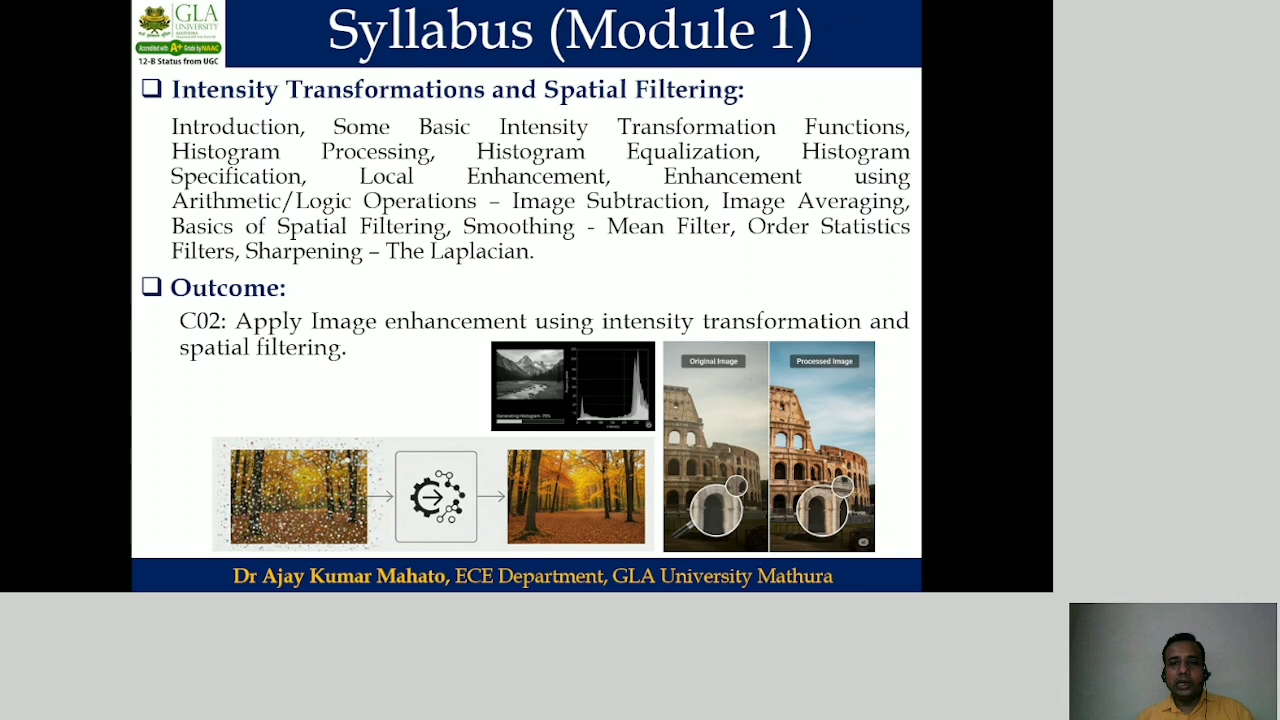 GLA
UNIVERSITY
MATHURA
Accredited with A+ Grade by NAAC
12-B Status from UGC
Syllabus (Module 1)
Intensity Transformations and Spatial Filtering:
Introduction, Some Basic Intensity Transformation Functions,
Histogram Processing, Histogram Equalization, Histogram
Specification, Local Enhancement, Enhancement using
Arithmetic/Logic Operations – Image Subtraction, Image Averaging,
Basics of Spatial Filtering, Smoothing - Mean Filter, Order Statistics
Filters, Sharpening – The Laplacian.
Outcome:
C02: Apply Image enhancement using intensity transformation and
spatial filtering.
Generating Histogram: 75%
Intensity
Original Image
Processed Image
Dr Ajay Kumar Mahato, ECE Department, GLA University Mathura